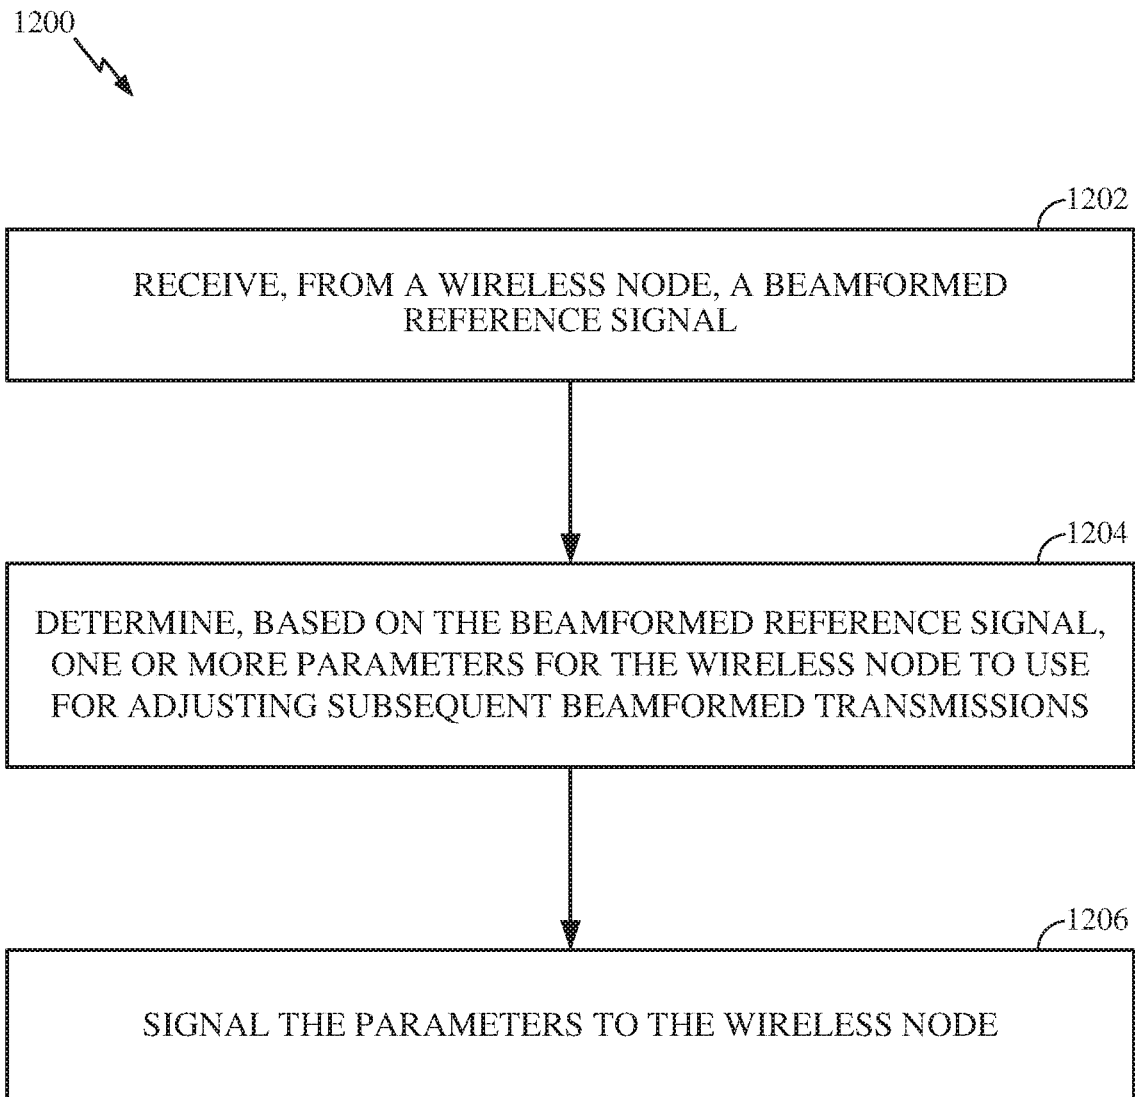 1200
1202
RECEIVE, FROM A WIRELESS NODE, A BEAMFORMED
REFERENCE SIGNAL
1204
DETERMINE, BASED ON THE BEAMFORMED REFERENCE SIGNAL,
ONE OR MORE PARAMETERS FOR THE WIRELESS NODE TO USE
FOR ADJUSTING SUBSEQUENT BEAMFORMED TRANSMISSIONS
1206
SIGNAL THE PARAMETERS TO THE WIRELESS NODE